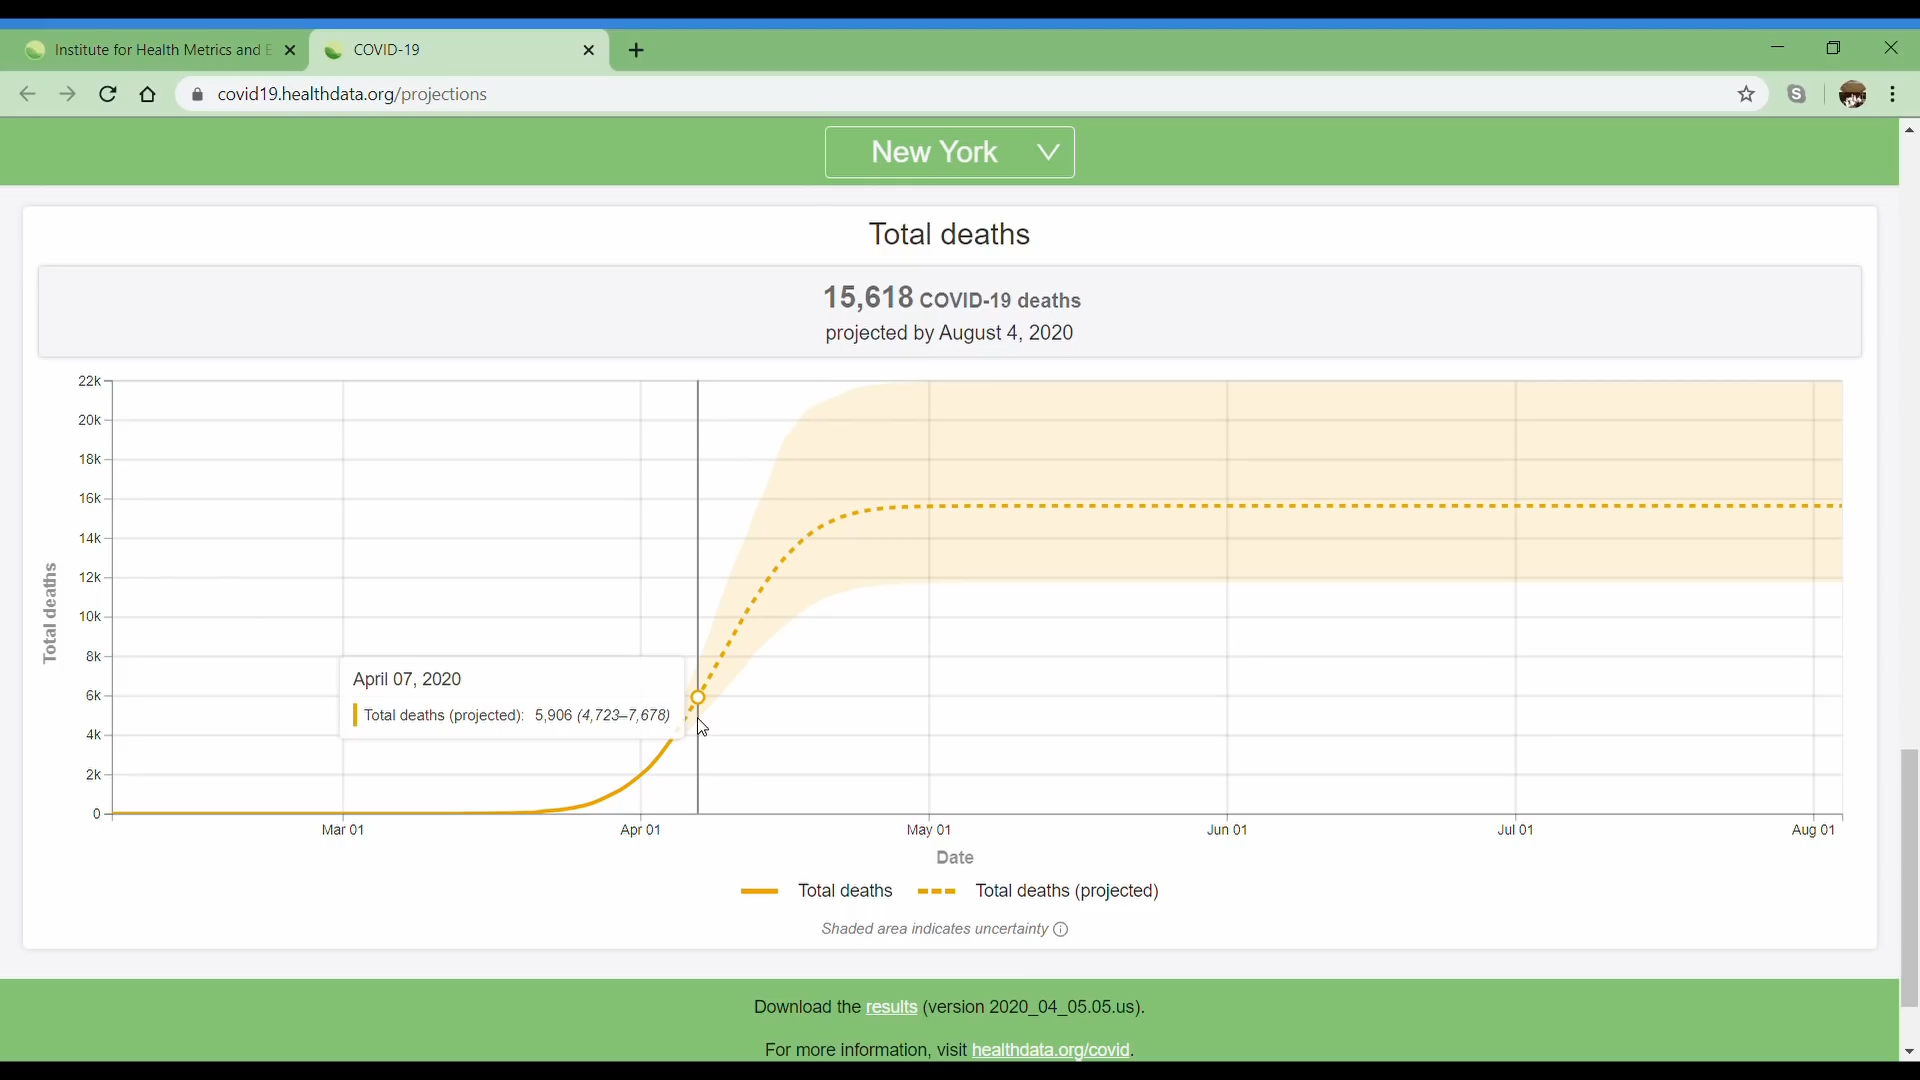 Institute for Health Metrics and E
COVID-19
covid19.healthdata.org/projections
S
New York
Total deaths
15,618 COVID-19 deaths
projected by August 4, 2020
22k
20k
18k
16k
14k
12k
10k
8k
6k
4k
2k
0
Total deaths
April 07, 2020
Total deaths (projected): 5,906 (4,723–7,678)
Mar 01 Apr 01 May 01 Jun 01 Jul 01 Aug 01
Date
Total deaths Total deaths (projected)
Shaded area indicates uncertainty
Download the results (version 2020_04_05.05.us).
For more information, visit healthdata.org/covid.